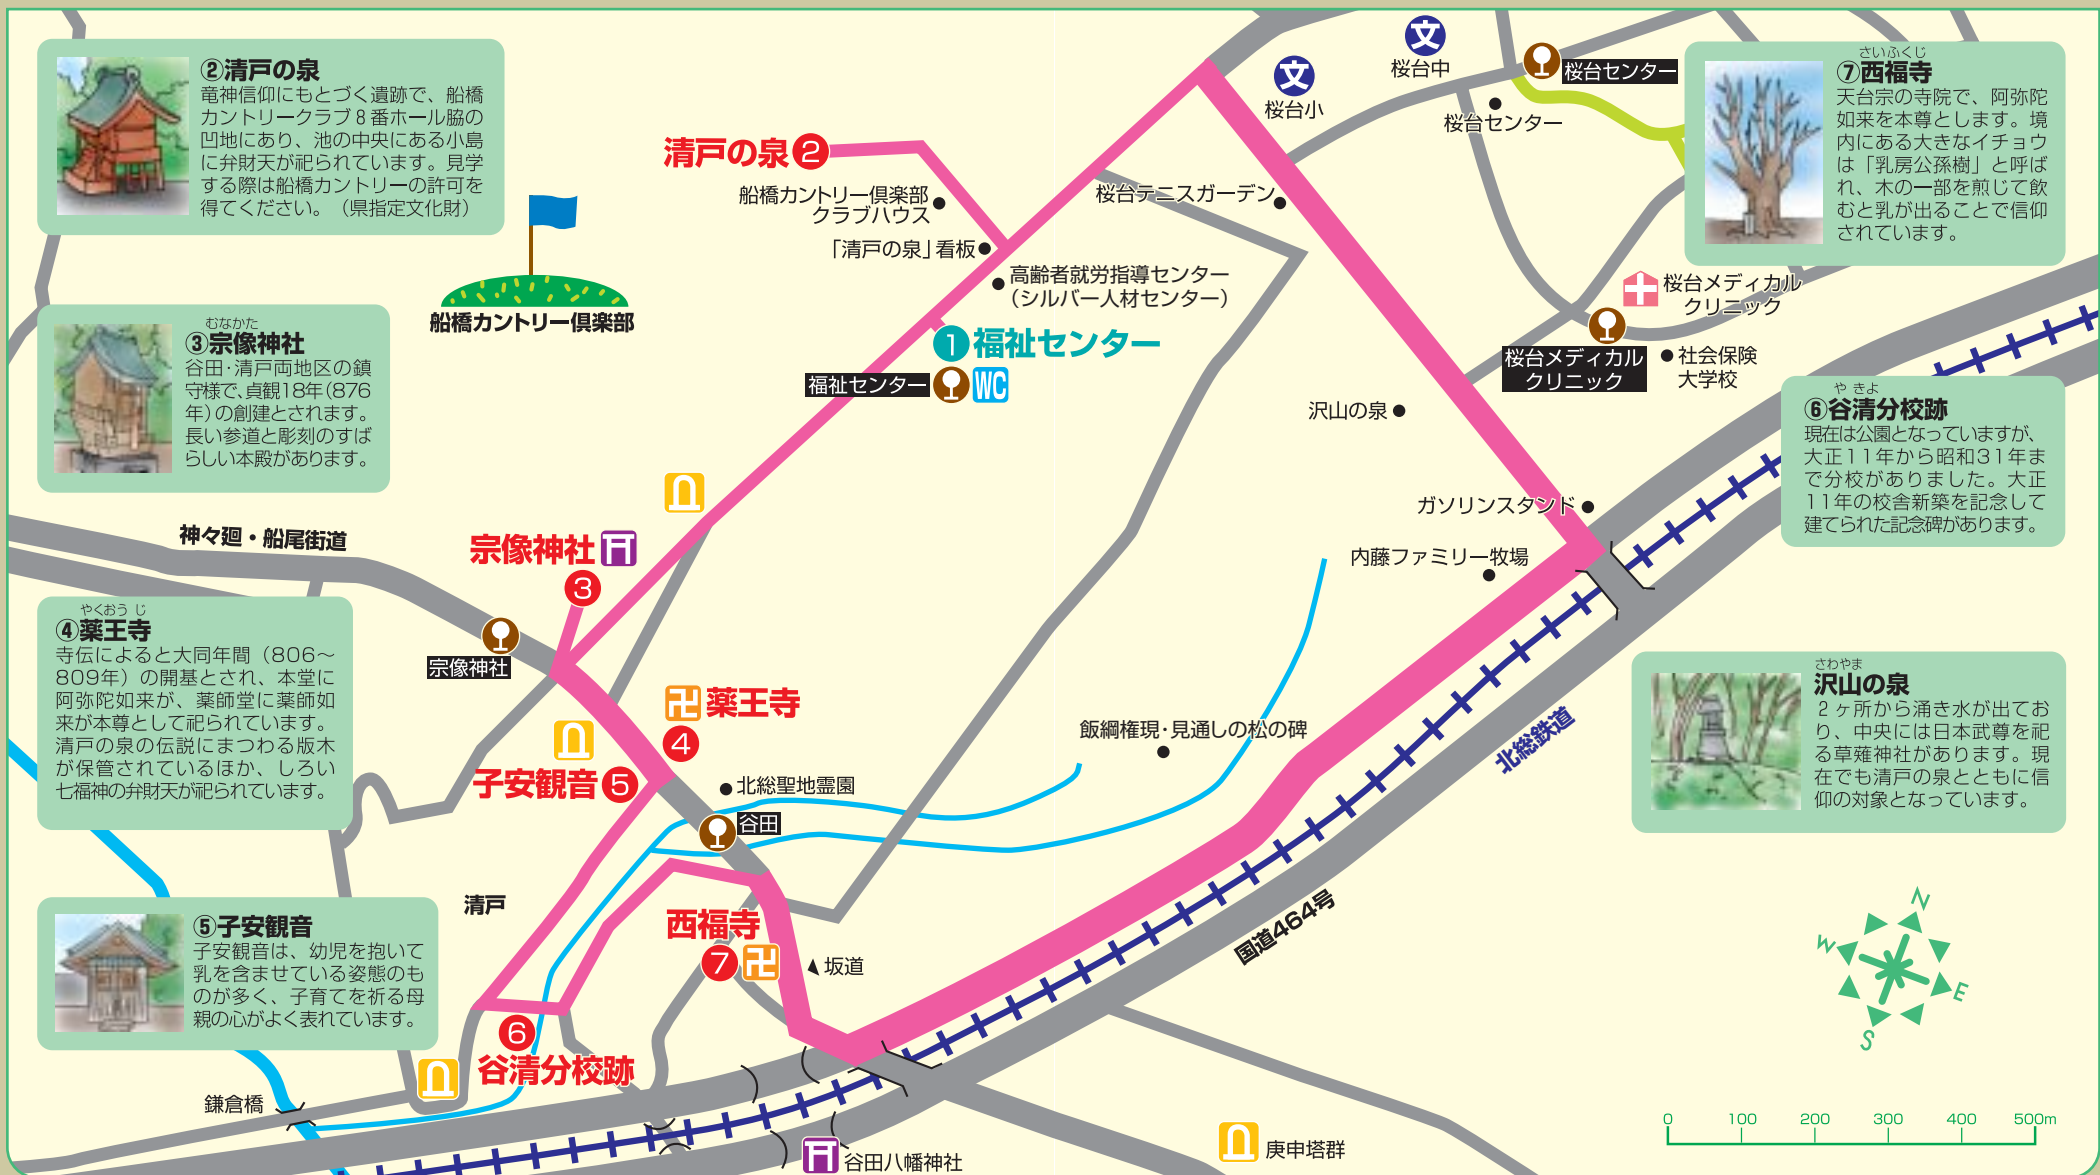 ②清戸の泉
竜神信仰にもとづく遺跡で、船橋
カントリークラブ8番ホール脇の
凹地にあり、池の中央にある小島
に弁財天が祀られています。見学
する際は船橋カントリーの許可を
得てください。（県指定文化財）
むなかた
③宗像神社
谷田・清戸両地区の鎮
守様で、貞観18年(876
年)の創建とされます。
長い参道と彫刻のすば
らしい本殿があります。
やくおう じ
④薬王寺
寺伝によると大同年間（806～
809年）の開基とされ、本堂に
阿弥陀如来が、薬師堂に薬師如
来が本尊として祀られています。
清戸の泉の伝説にまつわる版木
が保管されているほか、しろい
七福神の弁財天が祀られています。
⑤子安観音
子安観音は、幼児を抱いて
乳を含ませている姿態のも
のが多く、子育てを祈る母
親の心がよく表れています。
や きよ
⑥谷清分校跡
現在は公園となっていますが、
大正11年から昭和31年ま
で分校がありました。大正
11年の校舎新築を記念して
建てられた記念碑があります。
さいふくじ
⑦西福寺
天台宗の寺院で、阿弥陀
如来を本尊とします。境
内にある大きなイチョウ
は「乳房公孫樹」と呼ば
れ、木の一部を煎じて飲
むと乳が出ることで信仰
されています。
さわやま
沢山の泉
2ヶ所から涌き水が出てお
り、中央には日本武尊を祀
る草薙神社があります。現
在でも清戸の泉とともに信
仰の対象となっています。
文
桜台中
文
桜台小
桜台センター
桜台センター
清戸の泉 2
船橋カントリー倶楽部
クラブハウス
「清戸の泉」看板
桜台テニスガーデン
高齢者就労指導センター
（シルバー人材センター）
船橋カントリー倶楽部
1 福祉センター
福祉センター
WC
桜台メディカル
クリニック
桜台メディカル
クリニック
社会保険
大学校
沢山の泉
ガソリンスタンド
内藤ファミリー牧場
神々廻・船尾街道
宗像神社
3
宗像神社
卍 薬王寺
4
子安観音 5
北総聖地霊園
谷田
飯綱権現・見通しの松の碑
北総鉄道
国道464号
清戸
西福寺
7 卍
坂道
6
谷清分校跡
鎌倉橋
谷田八幡神社
庚申塔群
N
W
E
S
0 100 200 300 400 500m